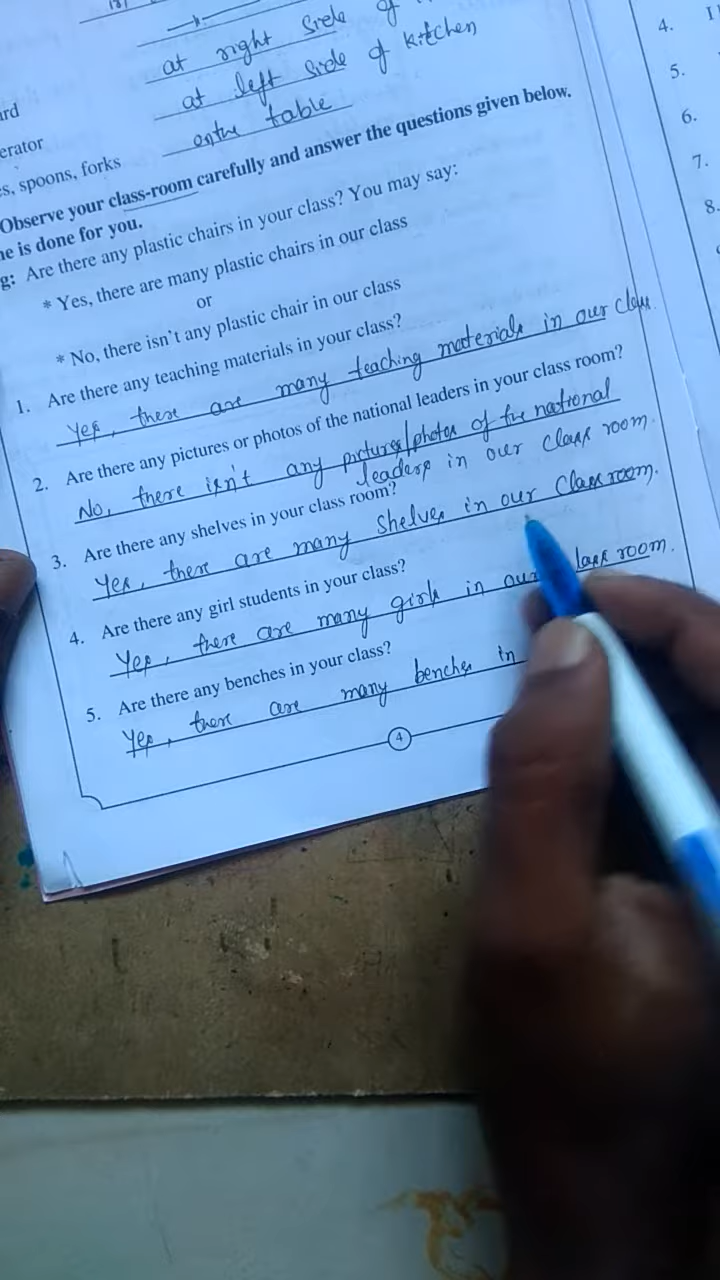 at right side of
at left side of kitchen
erator
on the table
s, spoons, forks
Observe your class-room carefully and answer the questions given below.
ne is done for you.
g: Are there any plastic chairs in your class? You may say:
* Yes, there are many plastic chairs in our class
or
* No, there isn't any plastic chair in our class
1. Are there any teaching materials in your class?
Yes, there are many teaching materials in our class.
2. Are there any pictures or photos of the national leaders in your class room?
No, there isn't any pictures/photos of the national
leaders in our class room.
3. Are there any shelves in your class room?
Yes, there are many shelves in our class room.
4. Are there any girl students in your class?
Yes, there are many girls in our lass room.
5. Are there any benches in your class?
Yes, there are many benches in
4
4.
5.
6.
7.
8.